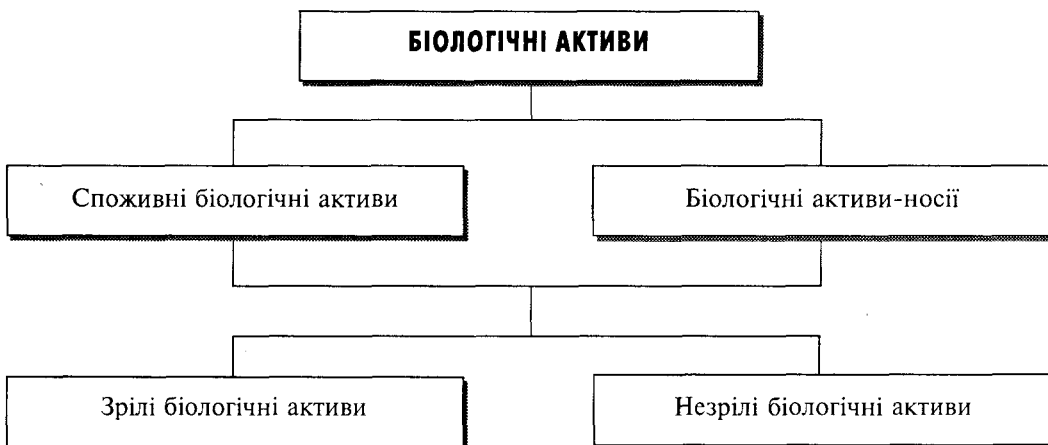 БІОЛОГІЧНІ АКТИВИ
Споживні біологічні активи
Біологічні активи-носії
Зрілі біологічні активи
Незрілі біологічні активи